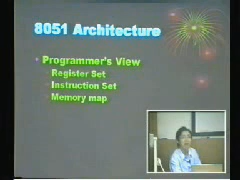 8051 Architecture
Programmer's View
Register Set
Instruction Set
Memory map